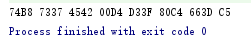 74B8 7337 4542 00D4 D33F 80C4 663D C5
Process finished with exit code 0